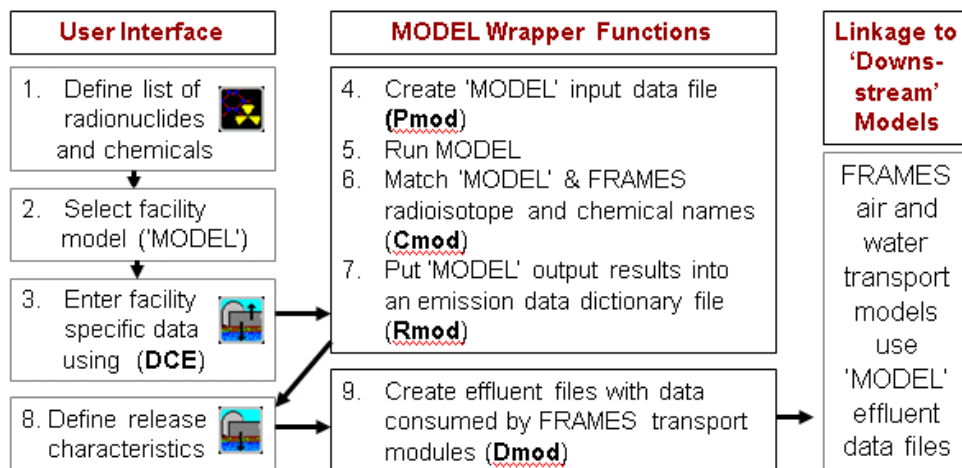 User Interface
1. Define list of
radionuclides
and chemicals
2. Select facility
model ('MODEL')
3. Enter facility
specific data
using (DCE)
8. Define release
characteristics
MODEL Wrapper Functions
4. Create 'MODEL' input data file
(Pmod)
5. Run MODEL
6. Match 'MODEL' & FRAMES
radioisotope and chemical names
(Cmod)
7. Put 'MODEL' output results into
an emission data dictionary file
(Rmod)
9. Create effluent files with data
consumed by FRAMES transport
modules (Dmod)
Linkage to
‘Downs-
stream’
Models
FRAMES
air and
water
transport
models
use
'MODEL'
effluent
data files